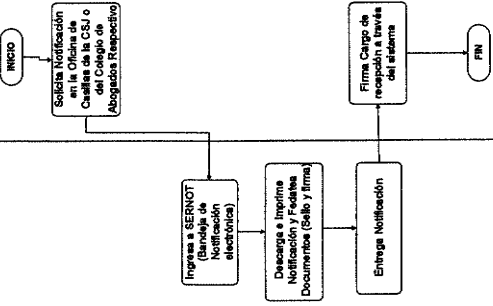 INICIO
Solicita Notificación
en la Oficina de
Casillas de la CSJ o
del Colegio de
Abogados Respectivo
Ingresa a SERNOT
(Bandeja de
Notificación
electrónica)
Descarga e Imprime
Notificación y Fedatea
Documentos (Sello y firma)
Entrega Notificación
Firma Cargo de
recepción a través
del sistema
FIN